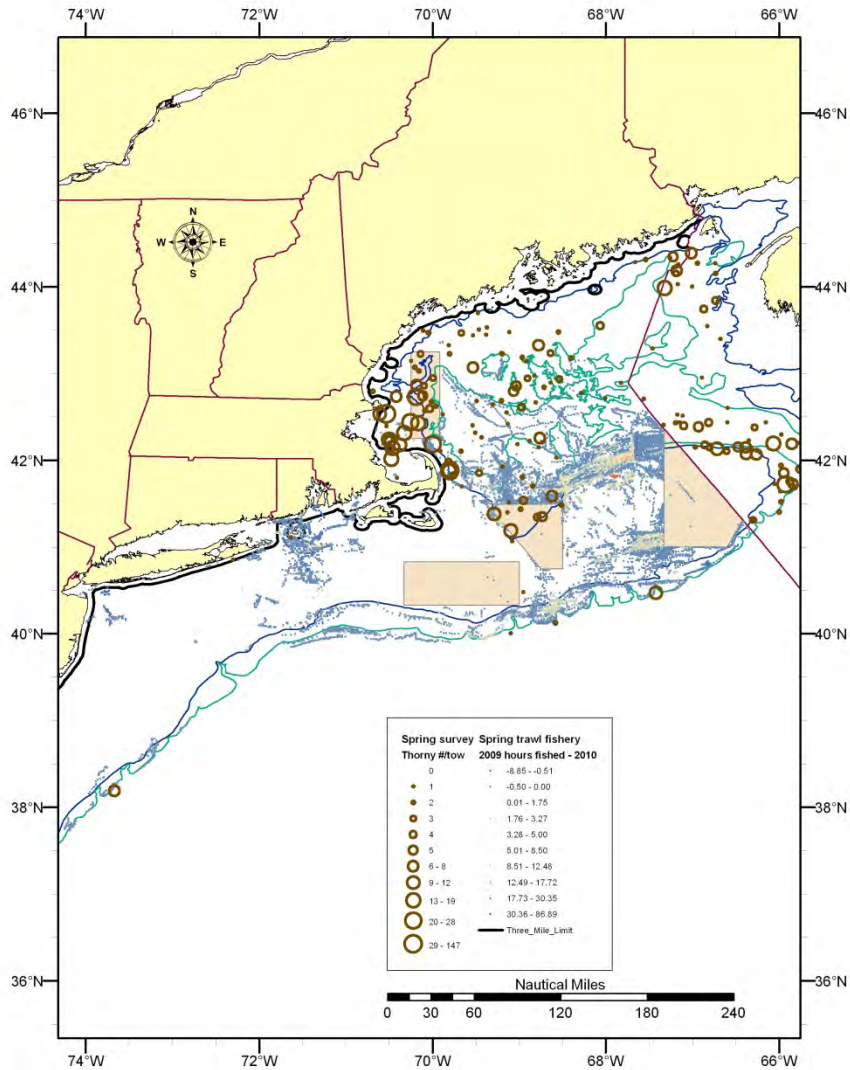 74°W 72°W 70°W 68°W 66°W
46°N 46°N
N
W E
S
44°N 44°N
42°N 42°N
40°N 40°N
38°N 38°N
36°N 36°N
Spring survey Spring trawl fishery
Thorny #/tow 2009 hours fished - 2010
0 -8.85 - -0.51
1 -0.50 - 0.00
2 0.01 - 1.75
3 1.76 - 3.27
4 3.28 - 5.00
5 5.01 - 8.50
6 - 8 8.51 - 12.48
9 - 12 12.49 - 17.72
13 - 19 17.73 - 30.35
20 - 28 30.36 - 86.89
29 - 147 Three_Mile_Limit
Nautical Miles
0 30 60 120 180 240
74°W 72°W 70°W 68°W 66°W